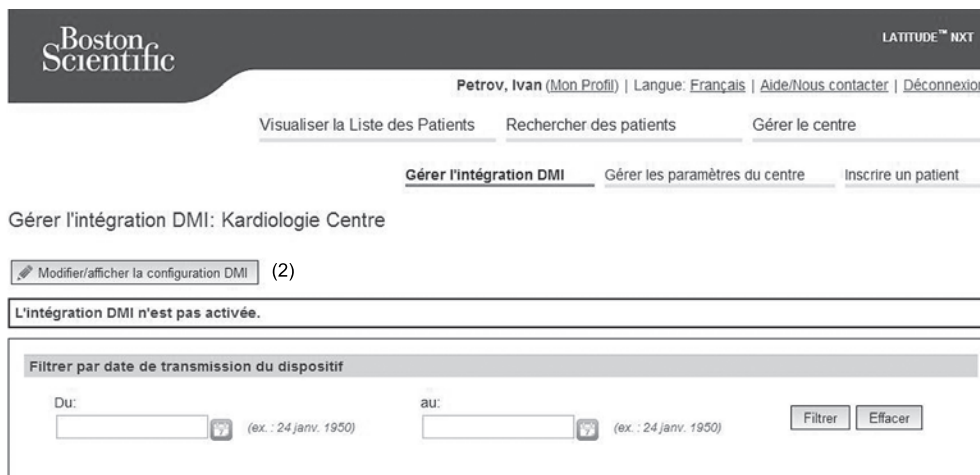 Boston
Scientific
LATITUDE™ NXT
Petrov, Ivan (Mon Profil) | Langue: Français | Aide/Nous contacter | Déconnexion
Visualiser la Liste des Patients Rechercher des patients Gérer le centre
Gérer l'intégration DMI Gérer les paramètres du centre Inscrire un patient
Gérer l'intégration DMI: Kardiologie Centre
Modifier/afficher la configuration DMI (2)
L'intégration DMI n'est pas activée.
Filtrer par date de transmission du dispositif
Du: au:
(ex. : 24 janv. 1950) (ex. : 24 janv. 1950) Filtrer Effacer